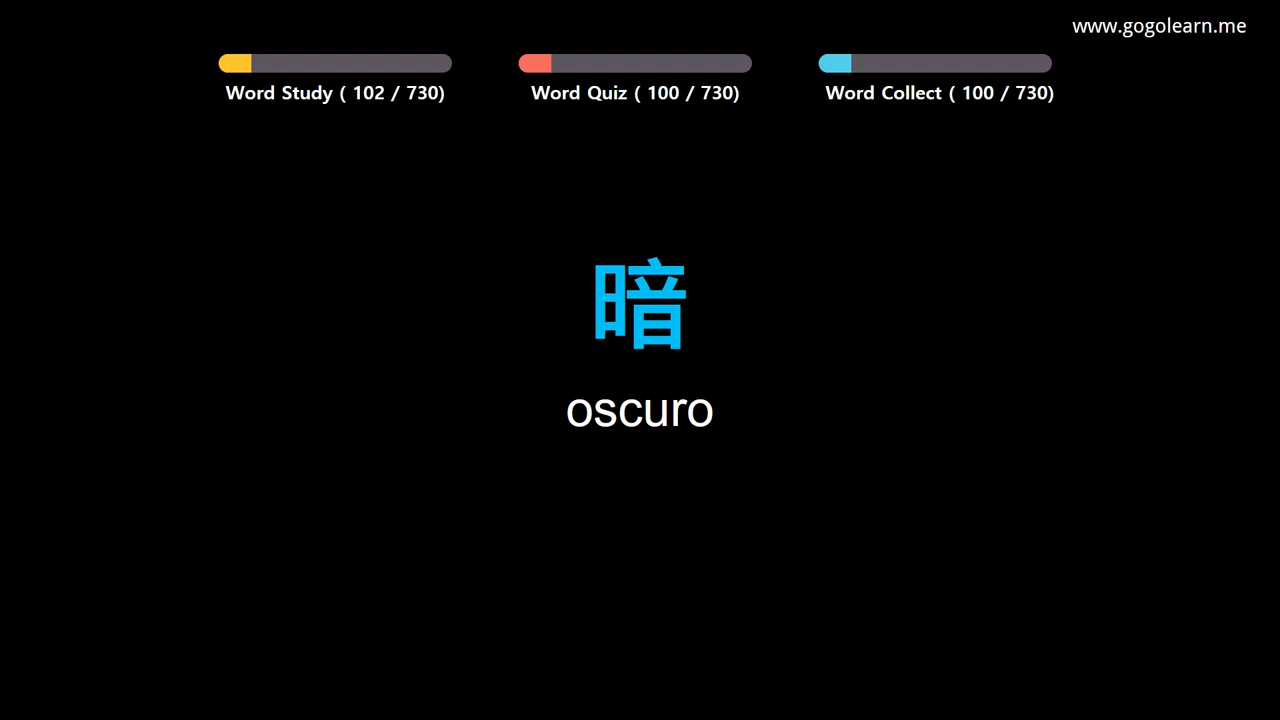 www.gogolearn.me
Word Study ( 102 / 730)
Word Quiz ( 100 / 730)
Word Collect ( 100 / 730)
暗
oscuro